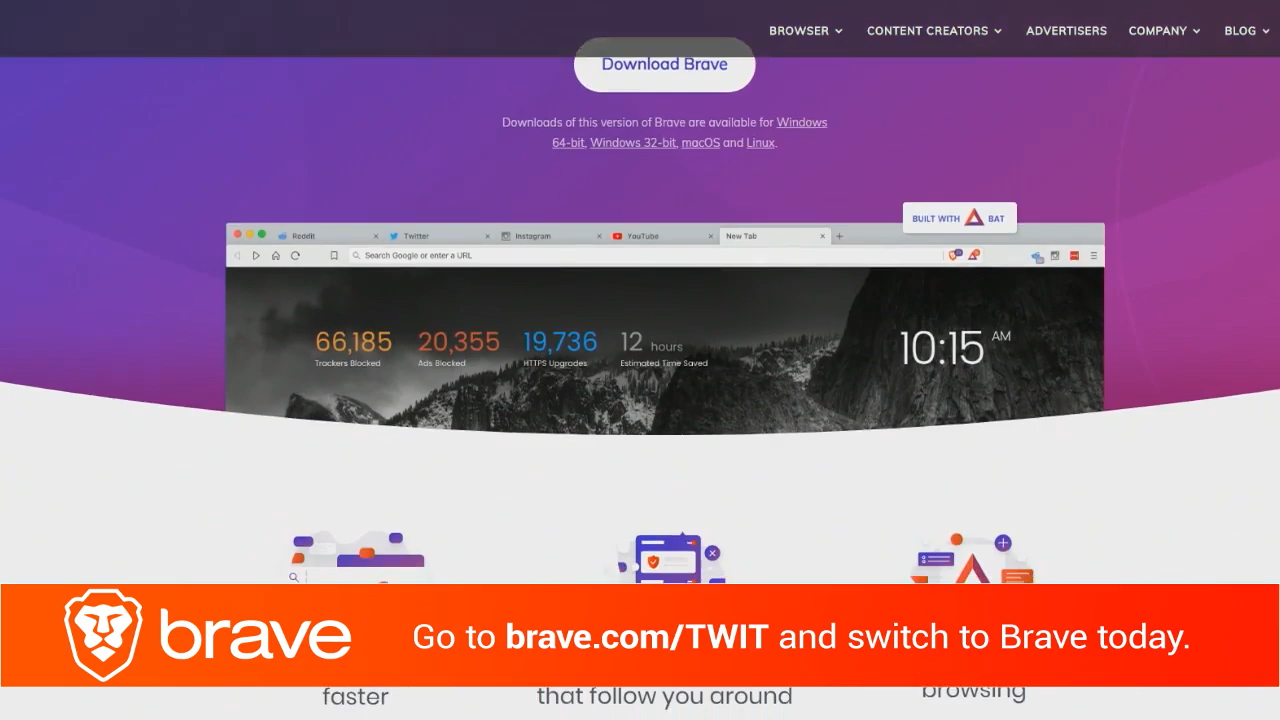 BROWSER CONTENT CREATORS ADVERTISERS COMPANY BLOG
Download Brave
Downloads of this version of Brave are available for Windows
64-bit, Windows 32-bit, macOS and Linux.
BUILT WITH BAT
Reddit Twitter Instagram YouTube New Tab
Search Google or enter a URL
66,185 20,355 19,736 12 hours
Trackers Blocked Ads Blocked HTTPS Upgrades Estimated Time Saved
10:15 AM
brave Go to brave.com/TWIT and switch to Brave today.
faster that follow you around browsing